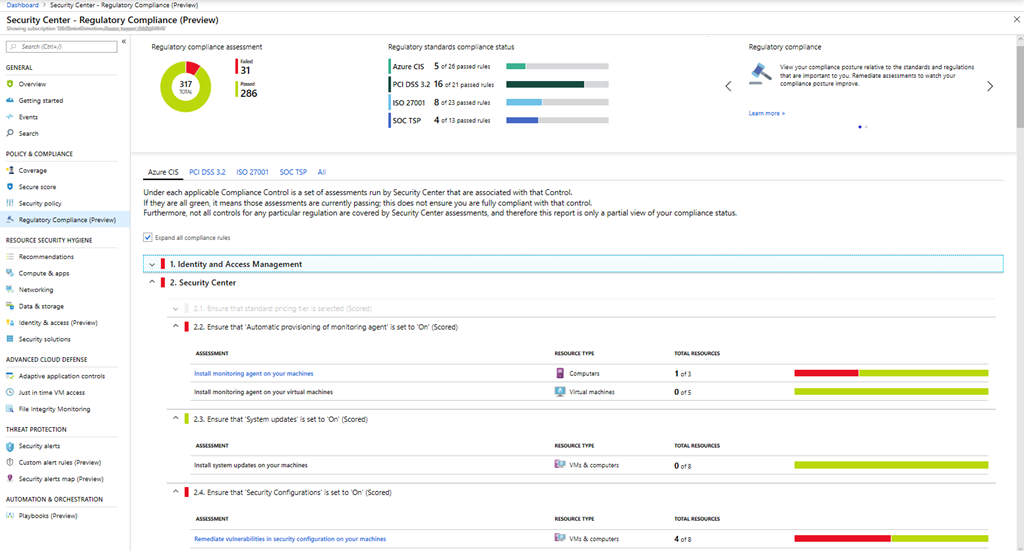 Dashboard > Security Center - Regulatory Compliance (Preview)
Security Center - Regulatory Compliance (Preview)
Showing subscription
Search (Ctrl+/)
GENERAL
Overview
Getting started
Events
Search
POLICY & COMPLIANCE
Coverage
Secure score
Security policy
Regulatory Compliance (Preview)
RESOURCE SECURITY HYGIENE
Recommendations
Compute & apps
Networking
Data & storage
Identity & access (Preview)
Security solutions
ADVANCED CLOUD DEFENSE
Adaptive application controls
Just in time VM access
File Integrity Monitoring
THREAT PROTECTION
Security alerts
Custom alert rules (Preview)
Security alerts map (Preview)
AUTOMATION & ORCHESTRATION
Playbooks (Preview)
Regulatory compliance assessment
317
TOTAL
Failed
31
Passed
286
Regulatory standards compliance status
Azure CIS 5 of 26 passed rules
PCI DSS 3.2 16 of 21 passed rules
ISO 27001 8 of 23 passed rules
SOC TSP 4 of 13 passed rules
Regulatory compliance
View your compliance posture relative to the standards and regulations
that are important to you. Remediate assessments to watch your
compliance posture improve.
Learn more >
Azure CIS PCI DSS 3.2 ISO 27001 SOC TSP All
Under each applicable Compliance Control is a set of assessments run by Security Center that are associated with that Control.
If they are all green, it means those assessments are currently passing; this does not ensure you are fully compliant with that control.
Furthermore, not all controls for any particular regulation are covered by Security Center assessments, and therefore this report is only a partial view of your compliance status.
Expand all compliance rules
1. Identity and Access Management
2. Security Center
2.1. Ensure that standard pricing tier is selected (Scored)
2.2. Ensure that 'Automatic provisioning of monitoring agent' is set to 'On' (Scored)
ASSESSMENT RESOURCE TYPE TOTAL RESOURCES
Install monitoring agent on your machines Computers 1 of 3
Install monitoring agent on your virtual machines Virtual machines 0 of 5
2.3. Ensure that 'System updates' is set to 'On' (Scored)
ASSESSMENT RESOURCE TYPE TOTAL RESOURCES
Install system updates on your machines VMs & computers 0 of 8
2.4. Ensure that 'Security Configurations' is set to 'On' (Scored)
ASSESSMENT RESOURCE TYPE TOTAL RESOURCES
Remediate vulnerabilities in security configuration on your machines VMs & computers 4 of 8